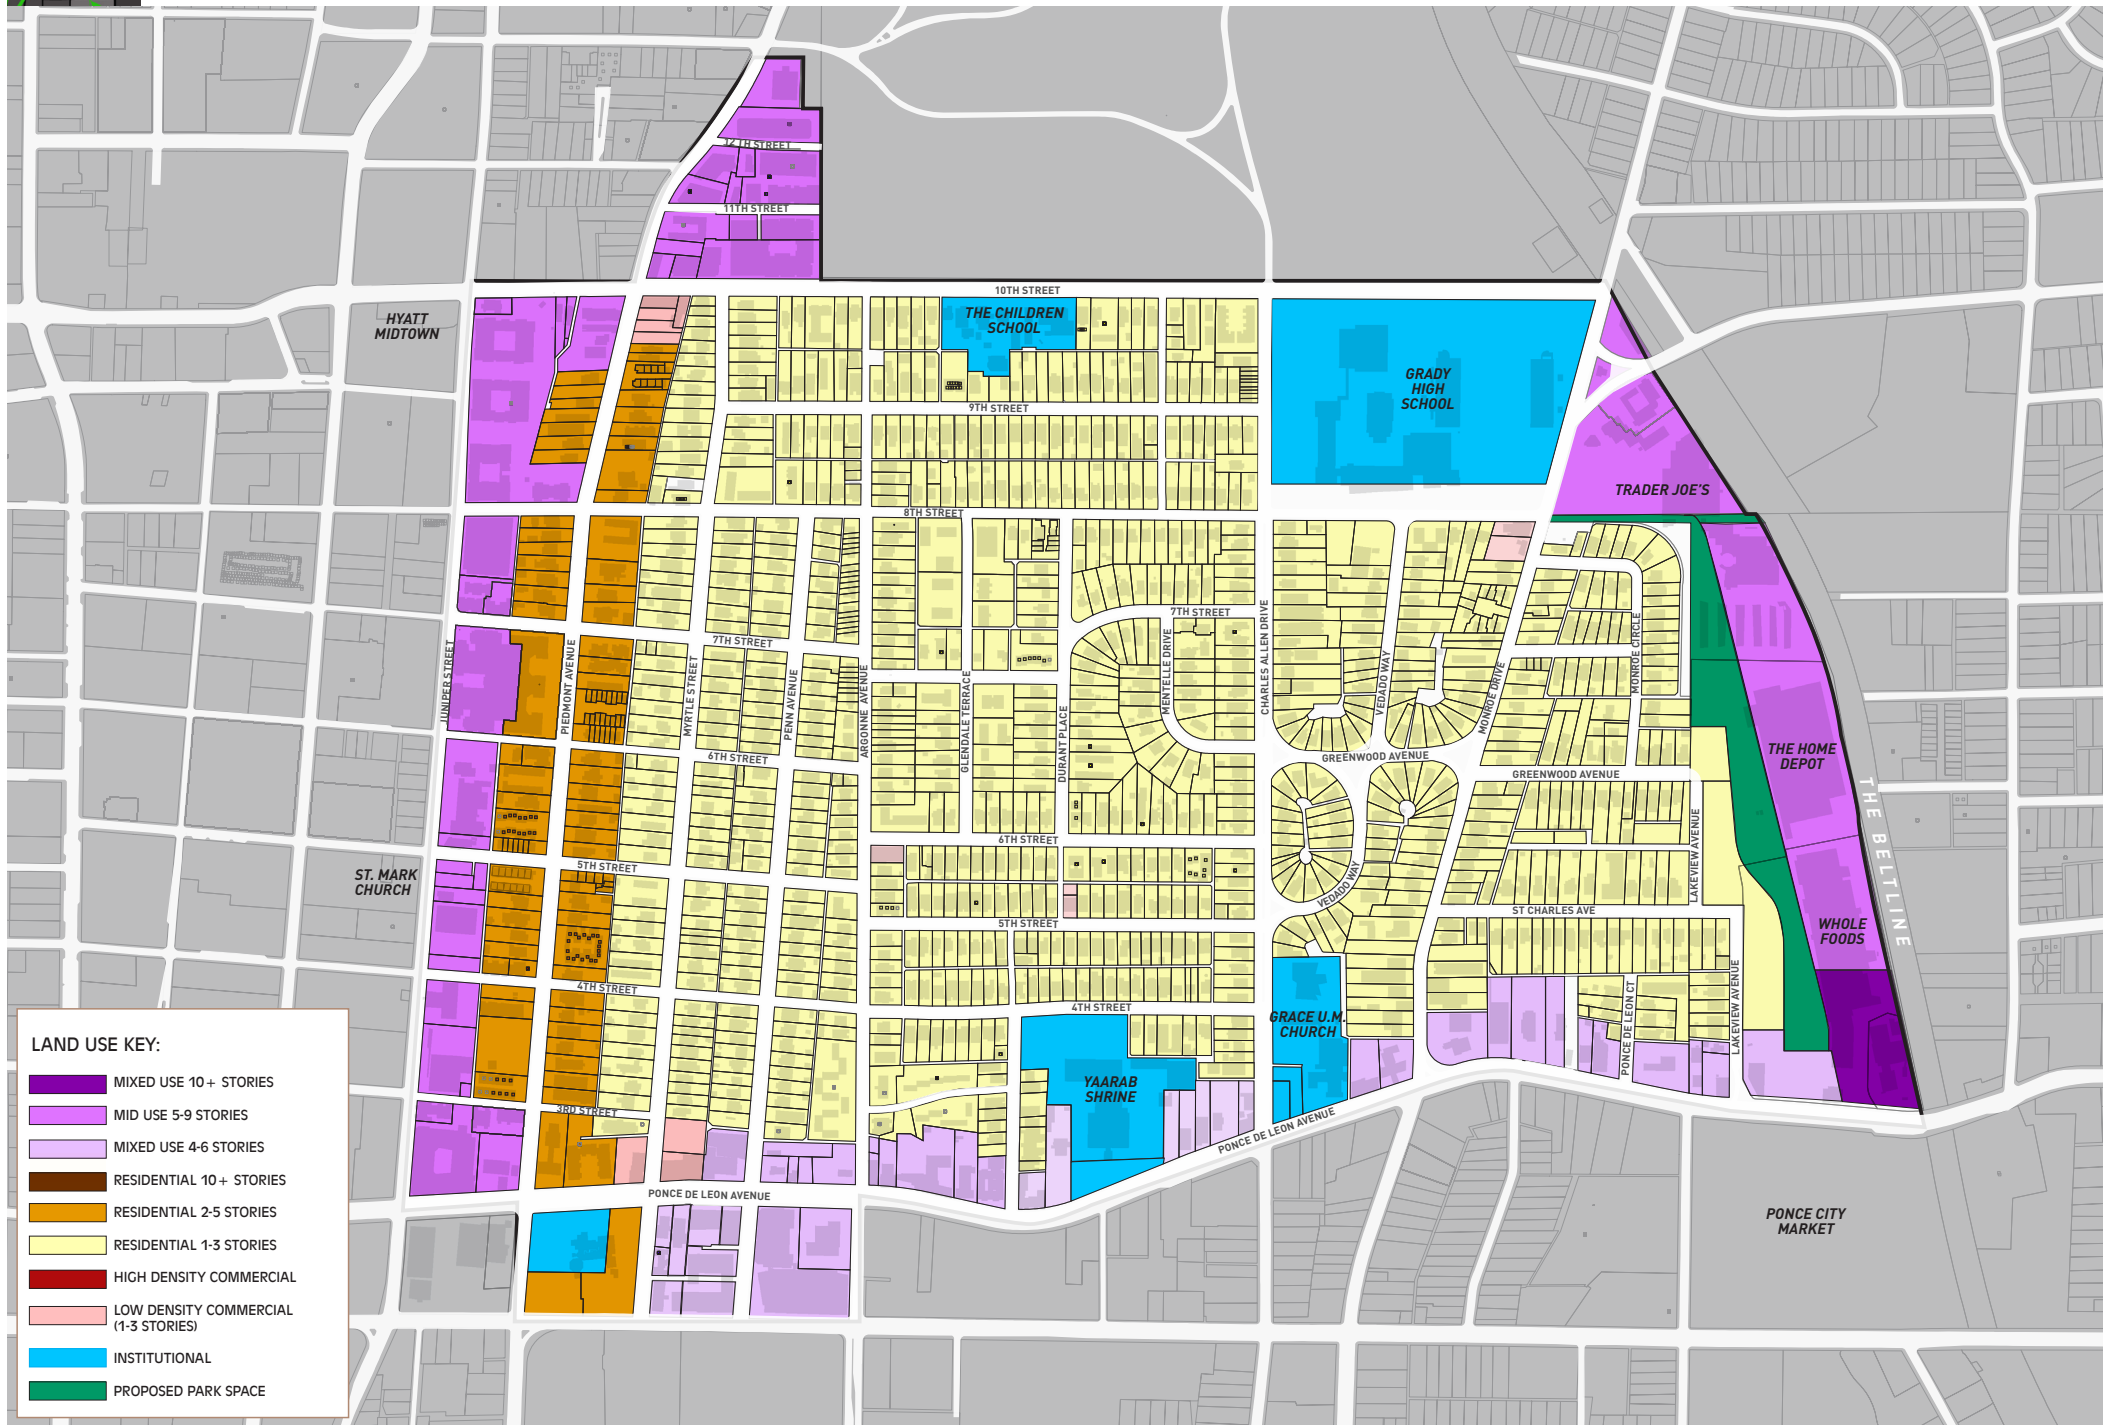 12TH STREET
11TH STREET
10TH STREET
HYATT
MIDTOWN
THE CHILDREN
SCHOOL
GRADY
HIGH
SCHOOL
9TH STREET
TRADER JOE'S
8TH STREET
7TH STREET
7TH STREET
JUNIPER STREET
PIEDMONT AVENUE
MYRTLE STREET
PENN AVENUE
ARGONNE AVENUE
GLENDALE TERRACE
DURANT PLACE
MENTELLE DRIVE
CHARLES ALLEN DRIVE
VEDADO WAY
MONROE DRIVE
MONROE CIRCLE
6TH STREET
GREENWOOD AVENUE
GREENWOOD AVENUE
THE HOME
DEPOT
THE BELTLINE
6TH STREET
LAKEVIEW AVENUE
5TH STREET
ST. MARK
CHURCH
VEDADO WAY
5TH STREET
ST CHARLES AVE
WHOLE
FOODS
4TH STREET
4TH STREET
GRACE U.M.
CHURCH
PONCE DE LEON CT
LAKEVIEW AVENUE
YAARAB
SHRINE
3RD STREET
PONCE DE LEON AVENUE
PONCE DE LEON AVENUE
PONCE CITY
MARKET
LAND USE KEY:
MIXED USE 10+ STORIES
MID USE 5-9 STORIES
MIXED USE 4-6 STORIES
RESIDENTIAL 10+ STORIES
RESIDENTIAL 2-5 STORIES
RESIDENTIAL 1-3 STORIES
HIGH DENSITY COMMERCIAL
LOW DENSITY COMMERCIAL
(1-3 STORIES)
INSTITUTIONAL
PROPOSED PARK SPACE